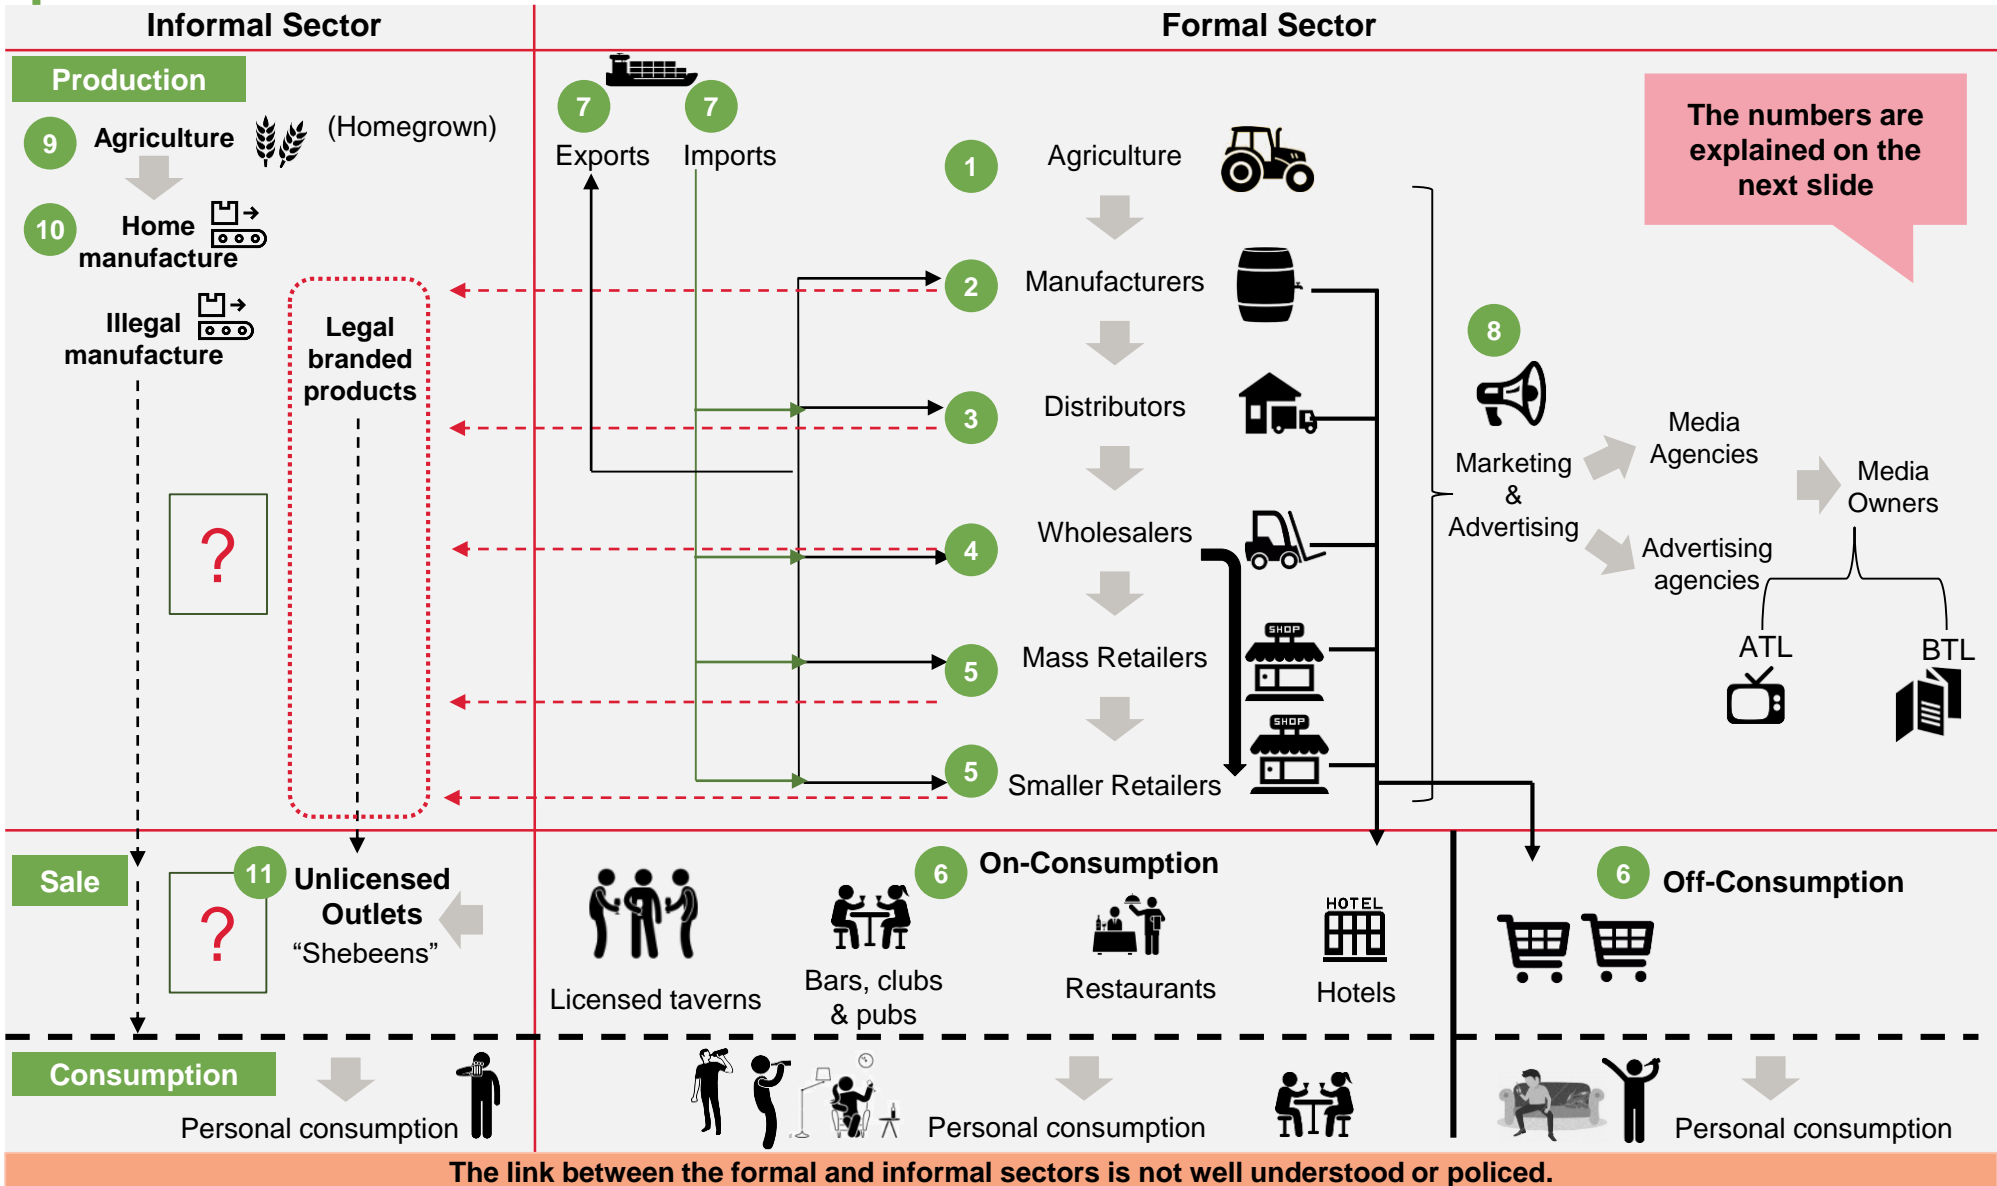 Informal Sector
Formal Sector
Production
9
Agriculture
(Homegrown)
10
Home
manufacture
Illegal
manufacture
Legal
branded
products
?
7
7
Exports
Imports
1
Agriculture
2
Manufacturers
3
Distributors
4
Wholesalers
5
Mass Retailers
SHOP
5
Smaller Retailers
SHOP
The numbers are
explained on the
next slide
8
Marketing
&
Advertising
Media
Agencies
Advertising
agencies
Media
Owners
ATL
BTL
Sale
?
11
Unlicensed
Outlets
“Shebeens”
6
On-Consumption
Licensed taverns
Bars, clubs
& pubs
Restaurants
HOTEL
Hotels
6
Off-Consumption
Consumption
Personal consumption
Personal consumption
Personal consumption
The link between the formal and informal sectors is not well understood or policed.